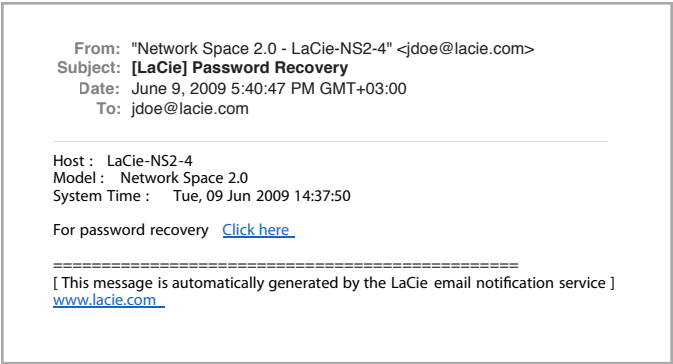 From: "Network Space 2.0 - LaCie-NS2-4" <jdoe@lacie.com>
Subject: [LaCie] Password Recovery
Date: June 9, 2009 5:40:47 PM GMT+03:00
To: jdoe@lacie.com
Host : LaCie-NS2-4
Model : Network Space 2.0
System Time : Tue, 09 Jun 2009 14:37:50
For password recovery Click here
================================================
[ This message is automatically generated by the LaCie email notification service ]
www.lacie.com